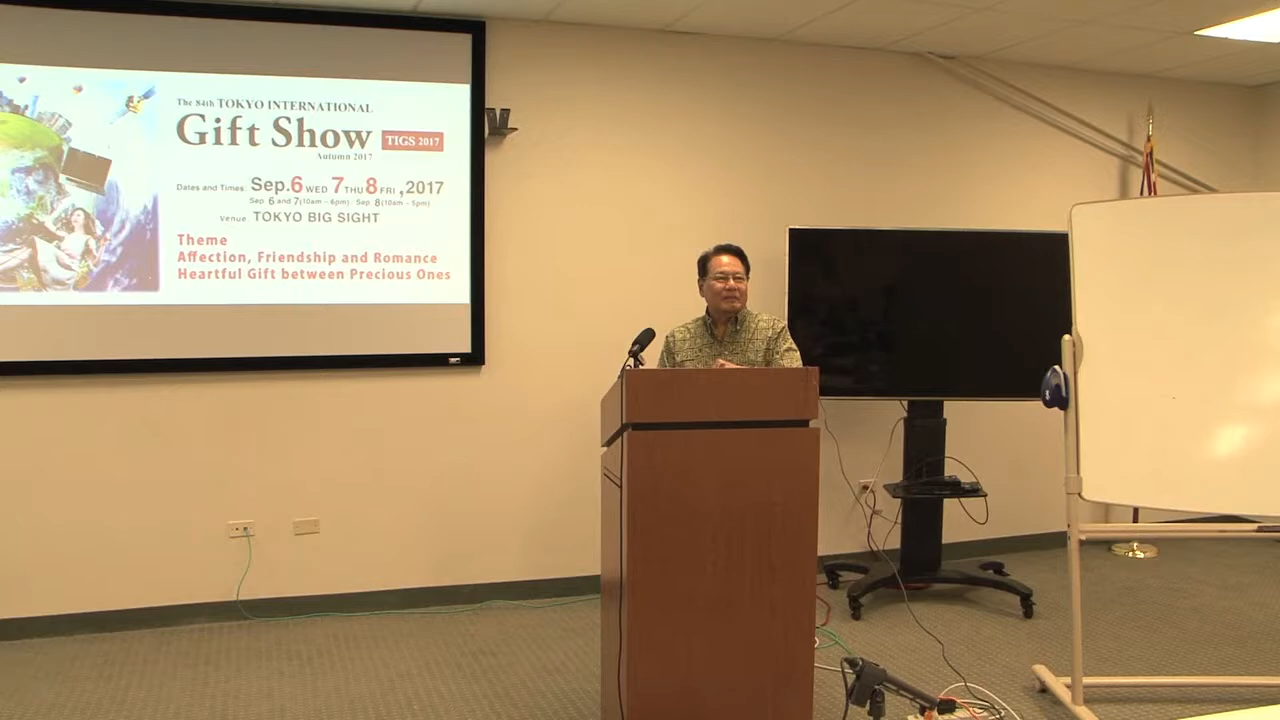 The 84th TOKYO INTERNATIONAL
Gift Show TIGS 2017
Autumn 2017
Dates and Times: Sep.6 WED 7 THU 8 FRI ,2017
Sep. 6 and 7(10am - 6pm) Sep. 8(10am - 5pm)
Venue: TOKYO BIG SIGHT
Theme
Affection, Friendship and Romance
Heartful Gift between Precious Ones